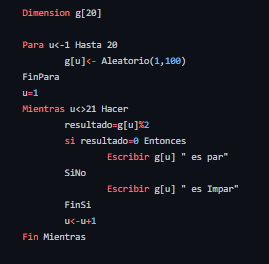 Dimension g[20]
Para u<-1 Hasta 20
g[u]<- Aleatorio(1,100)
FinPara
u=1
Mientras u<>21 Hacer
resultado=g[u]%2
si resultado=0 Entonces
Escribir g[u] " es par"
SiNo
Escribir g[u] " es Impar"
FinSi
u<-u+1
Fin Mientras